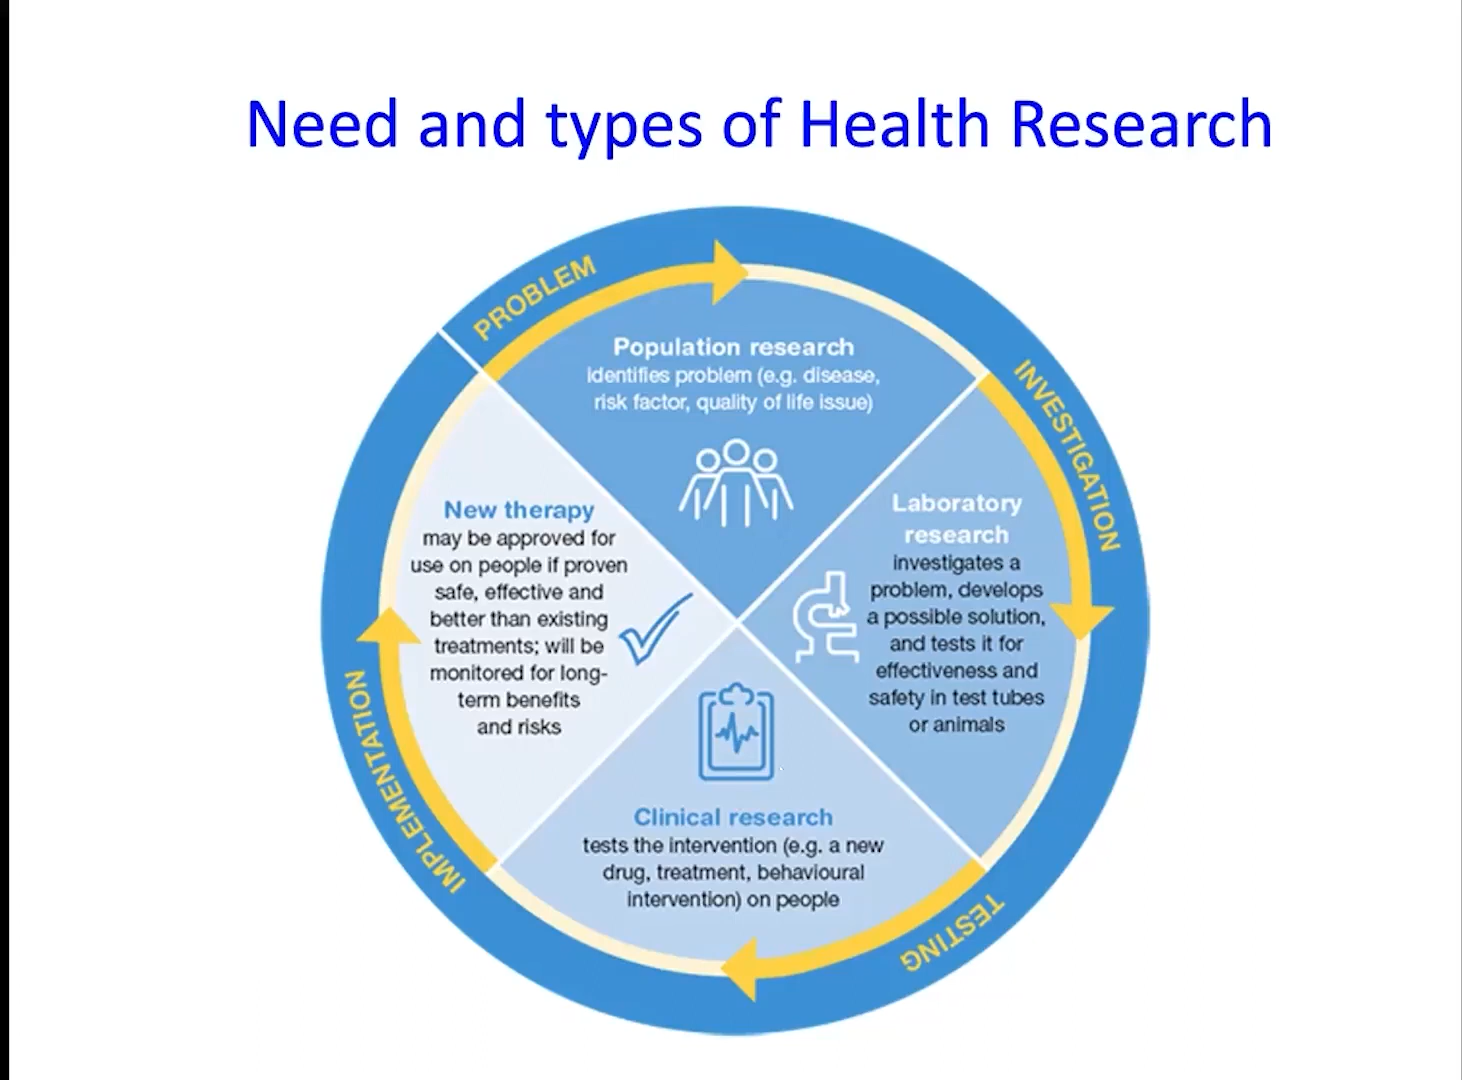 Need and types of Health Research
PROBLEM
Population research
identifies problem (e.g. disease,
risk factor, quality of life issue)
INVESTIGATION
Laboratory
research
investigates a
problem, develops
a possible solution,
and tests it for
effectiveness and
safety in test tubes
or animals
TESTING
Clinical research
tests the intervention (e.g. a new
drug, treatment, behavioural
intervention) on people
IMPLEMENTATION
New therapy
may be approved for
use on people if proven
safe, effective and
better than existing
treatments; will be
monitored for long-
term benefits
and risks